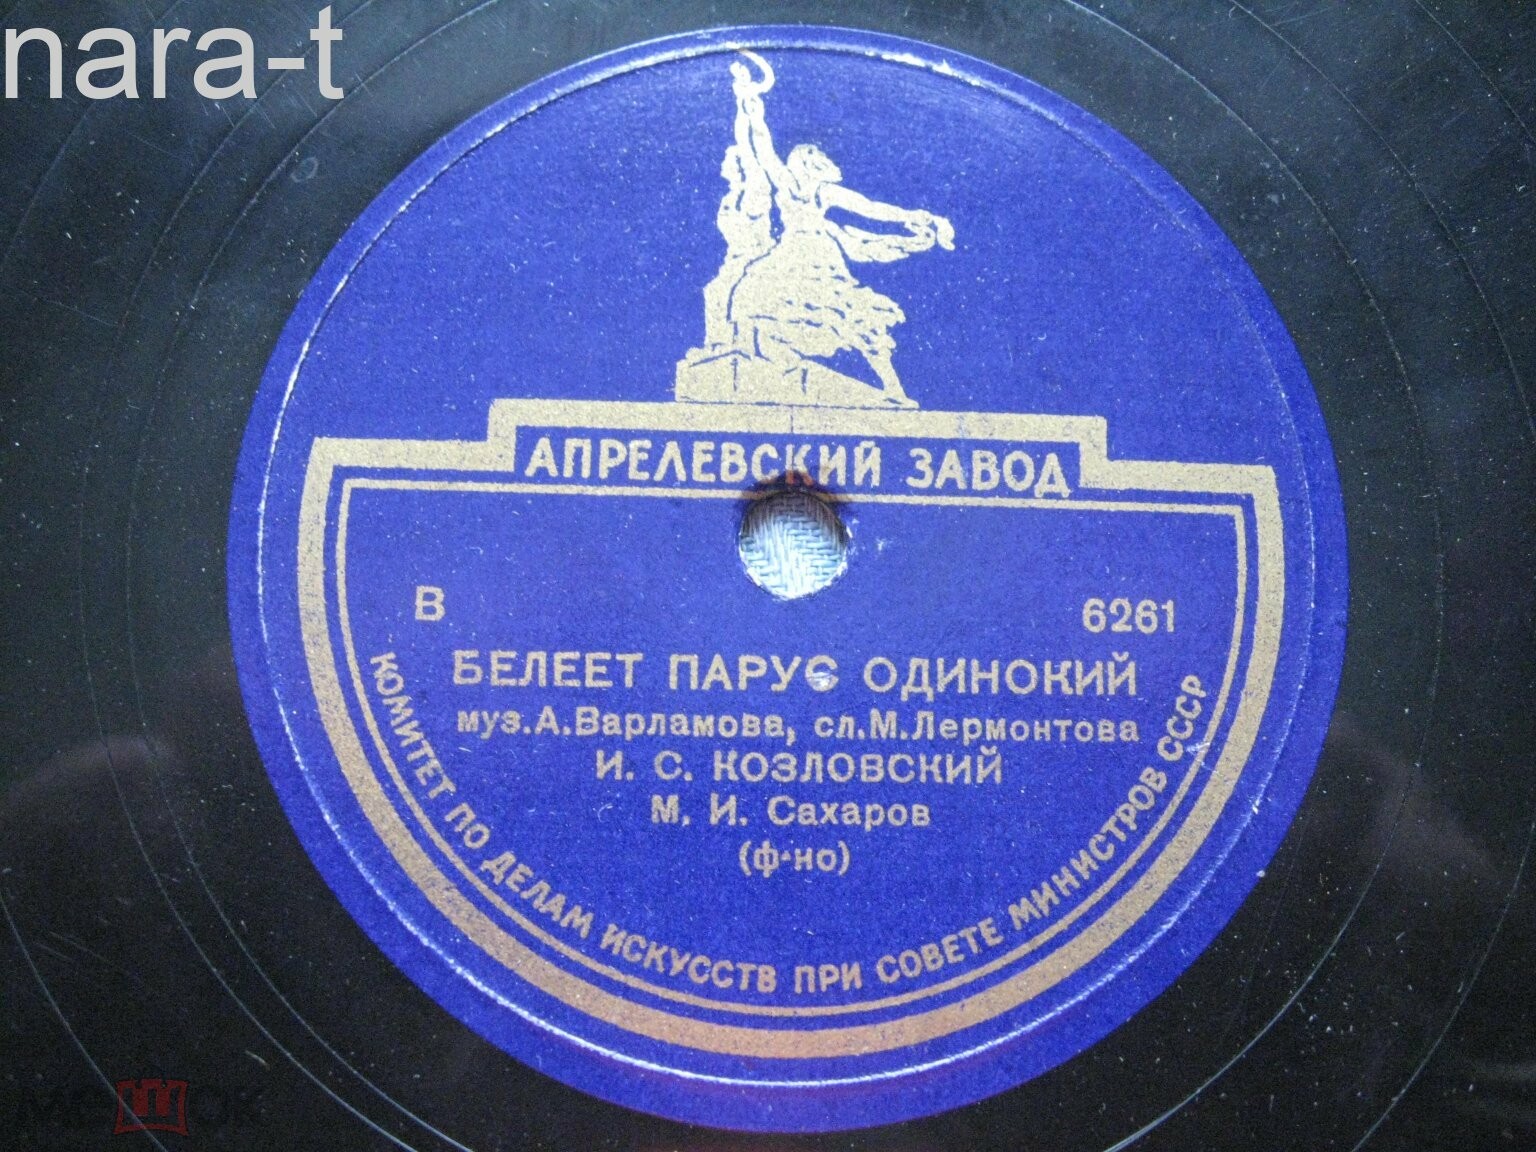 nara-t
АПРЕЛЕВСКИЙ ЗАВОД
В 6261
БЕЛЕЕТ ПАРУС ОДИНОКИЙ
муз.А.Варламова, сл.М.Лермонтова
И. С. КОЗЛОВСКИЙ
М. И. Сахаров
(ф-но)
КОМИТЕТ ПО ДЕЛАМ ИСКУССТВ ПРИ СОВЕТЕ МИНИСТРОВ СССР
МЕШОК